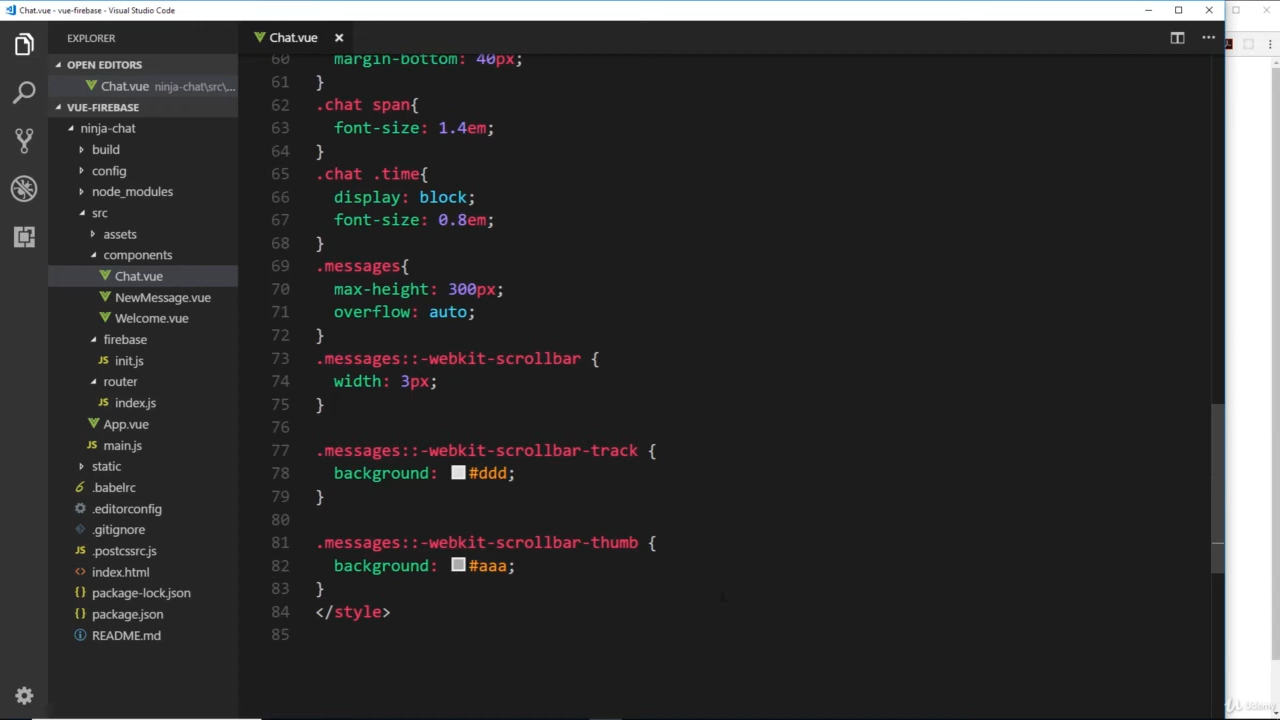 Chat.vue - vue-firebase - Visual Studio Code
EXPLORER
OPEN EDITORS
Chat.vue ninja-chat\src\...
VUE-FIREBASE
ninja-chat
build
config
node_modules
src
assets
components
Chat.vue
NewMessage.vue
Welcome.vue
firebase
init.js
router
index.js
App.vue
main.js
static
.babelrc
.editorconfig
.gitignore
.postcssrc.js
index.html
package-lock.json
package.json
README.md
Chat.vue
60 margin-bottom: 40px;
61 }
62 .chat span{
63 font-size: 1.4em;
64 }
65 .chat .time{
66 display: block;
67 font-size: 0.8em;
68 }
69 .messages{
70 max-height: 300px;
71 overflow: auto;
72 }
73 .messages::-webkit-scrollbar {
74 width: 3px;
75 }
76
77 .messages::-webkit-scrollbar-track {
78 background: #ddd;
79 }
80
81 .messages::-webkit-scrollbar-thumb {
82 background: #aaa;
83 }
84 </style>
85
Udemy